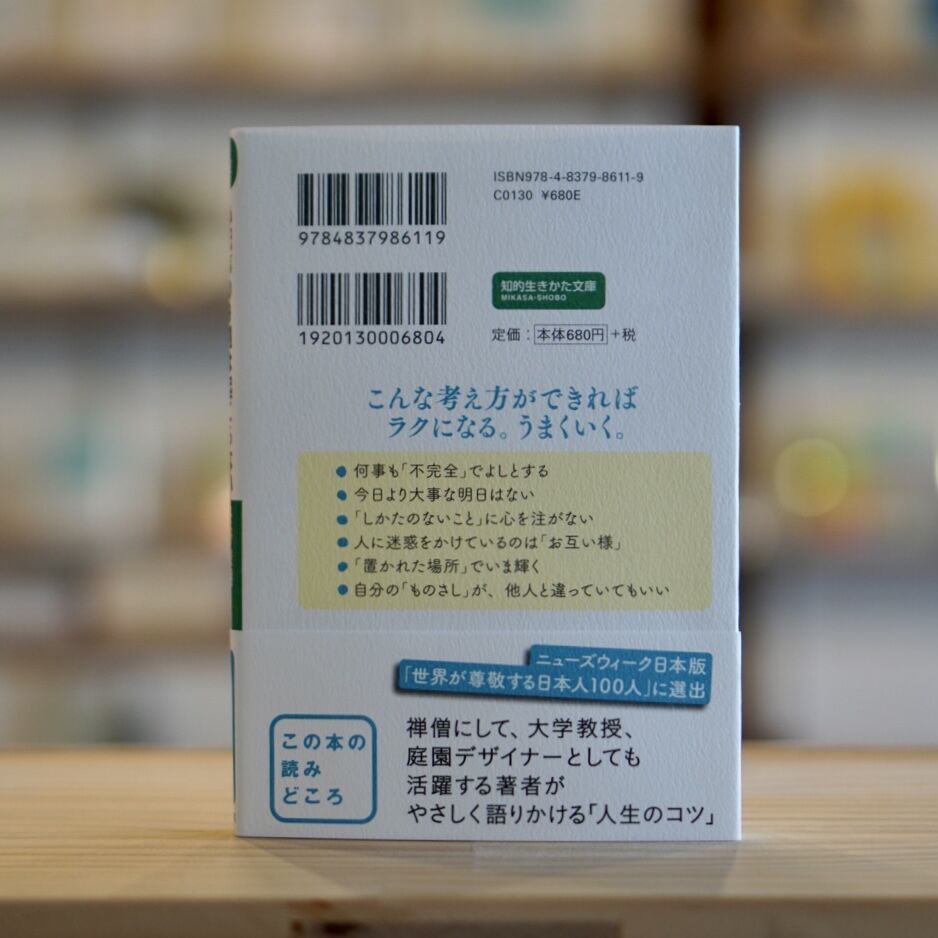 ISBN978-4-8379-8611-9
C0130 ¥680E
9784837986119
知的生きかた文庫
MIKASA-SHOBO
1920130006804
定価：本体680円+税
こんな考え方ができれば
ラクになる。うまくいく。
● 何事も「不完全」でよしとする
● 今日より大事な明日はない
● 「しかたのないこと」に心を注がない
● 人に迷惑をかけているのは「お互い様」
● 「置かれた場所」でいま輝く
● 自分の「ものさし」が、他人と違っていてもいい
ニューズウィーク日本版
「世界が尊敬する日本人100人」に選出
この本の
読み
どころ
禅僧にして、大学教授、
庭園デザイナーとしても
活躍する著者が
やさしく語りかける「人生のコツ」